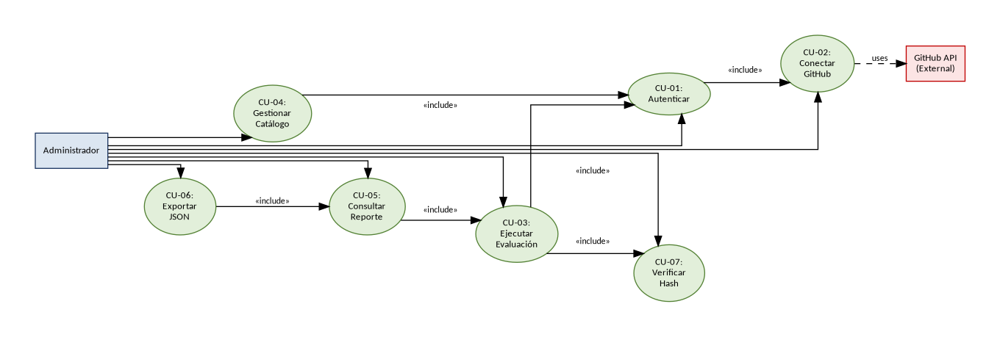 CU-02:
Conectar
GitHub
uses
GitHub API
(External)
«include»
CU-01:
Autenticar
CU-04:
Gestionar
Catálogo
«include»
Administrador
«include»
CU-06:
Exportar
JSON
«include»
CU-05:
Consultar
Reporte
«include»
CU-03:
Ejecutar
Evaluación
«include»
CU-07:
Verificar
Hash